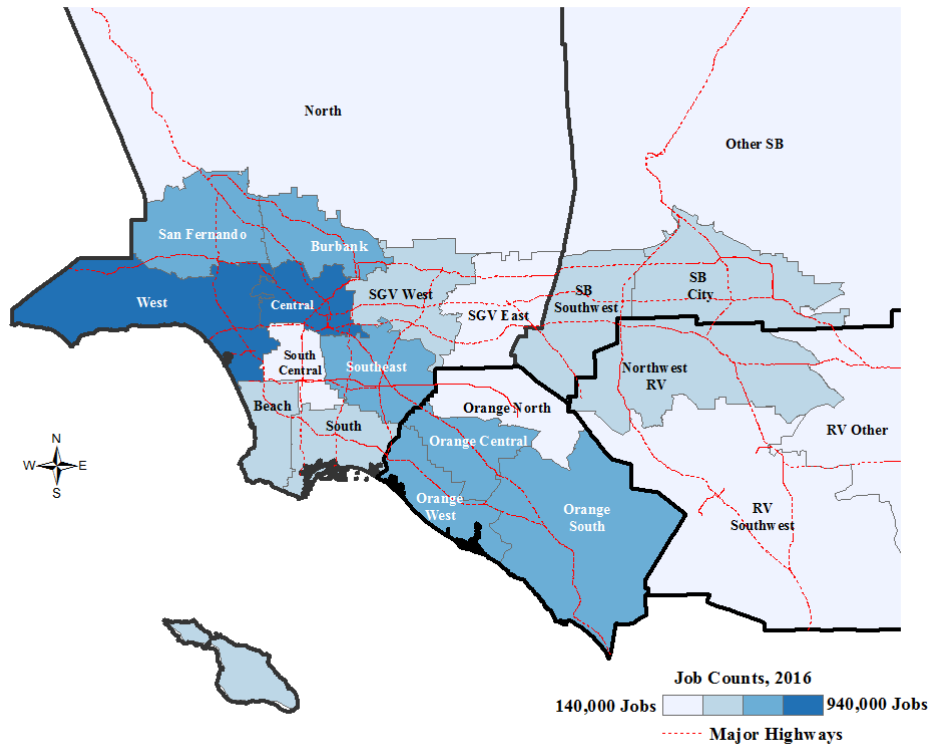 North
Other SB
San Fernando
Burbank
West
Central
SGV West
SGV East
SB
Southwest
SB
City
South
Central
Southeast
Northwest
RV
Beach
South
Orange North
Orange Central
RV Other
Orange
West
Orange
South
RV
Southwest
N
W
E
S
Job Counts, 2016
140,000 Jobs
940,000 Jobs
Major Highways